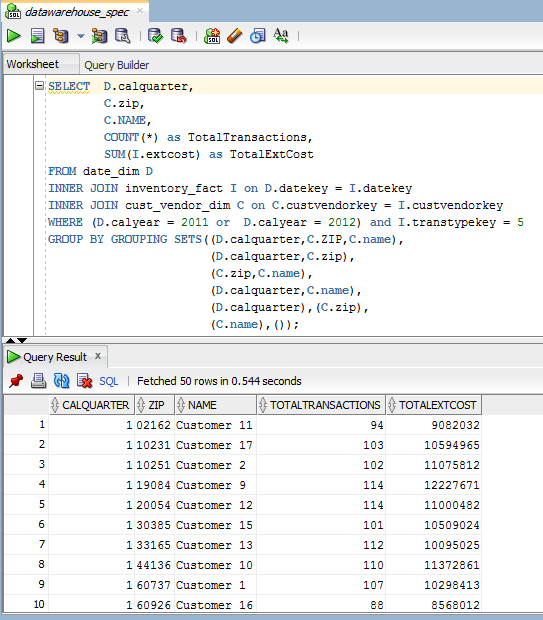 datawarehouse_spec ×
SQL
Aa
Worksheet Query Builder
SELECT D.calquarter,
C.zip,
C.NAME,
COUNT(*) as TotalTransactions,
SUM(I.extcost) as TotalExtCost
FROM date_dim D
INNER JOIN inventory_fact I on D.datekey = I.datekey
INNER JOIN cust_vendor_dim C on C.custvendorkey = I.custvendorkey
WHERE (D.calyear = 2011 or D.calyear = 2012) and I.transtypekey = 5
GROUP BY GROUPING SETS((D.calquarter,C.ZIP,C.name),
(D.calquarter,C.zip),
(C.zip,C.name),
(D.calquarter,C.name),
(D.calquarter),(C.zip),
(C.name),());
Query Result ×
SQL | Fetched 50 rows in 0.544 seconds
CALQUARTER ZIP NAME TOTALTRANSACTIONS TOTALEXTCOST
1 1 02162 Customer 11 94 9082032
2 1 10231 Customer 17 103 10594965
3 1 10251 Customer 2 102 11075812
4 1 19084 Customer 9 114 12227671
5 1 20054 Customer 12 114 11000482
6 1 30385 Customer 15 101 10509024
7 1 33165 Customer 13 112 10095025
8 1 44136 Customer 10 110 11372861
9 1 60737 Customer 1 107 10298413
10 1 60926 Customer 16 88 8568012